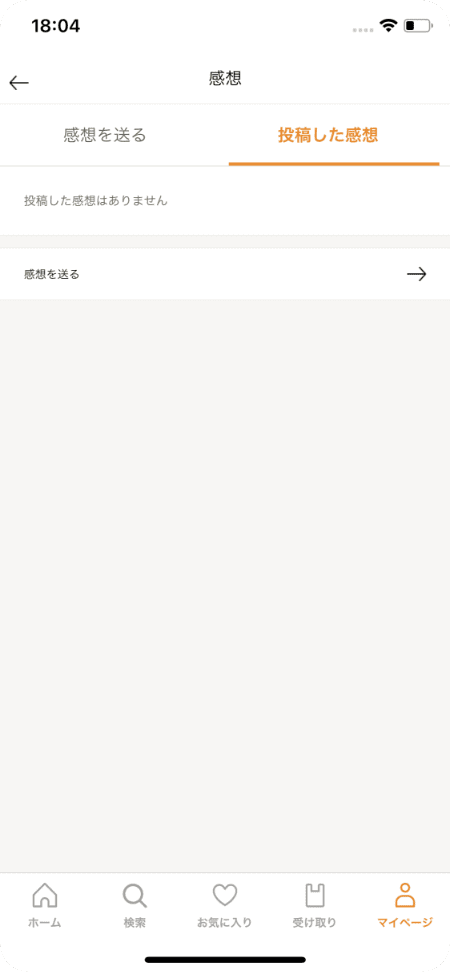 18:04
感想
感想を送る
投稿した感想
投稿した感想はありません
感想を送る
ホーム
検索
お気に入り
受け取り
マイページ